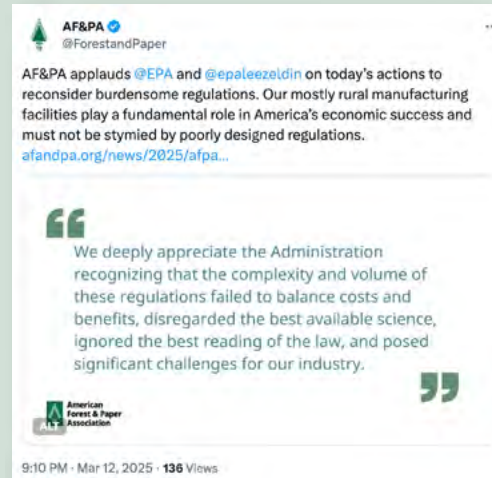 AF&PA
@ForestandPaper
AF&PA applauds @EPA and @epaleezeldin on today's actions to
reconsider burdensome regulations. Our mostly rural manufacturing
facilities play a fundamental role in America's economic success and
must not be stymied by poorly designed regulations.
afandpa.org/news/2025/afpa...
“
We deeply appreciate the Administration
recognizing that the complexity and volume of
these regulations failed to balance costs and
benefits, disregarded the best available science,
ignored the best reading of the law, and posed
significant challenges for our industry.
”
American
Forest & Paper
Association
ALT
9:10 PM · Mar 12, 2025 · 136 Views